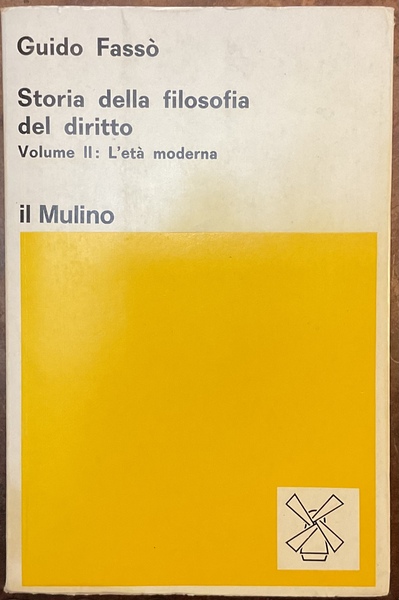 Guido Fassò
Storia della filosofia
del diritto
Volume II: L'età moderna
il Mulino